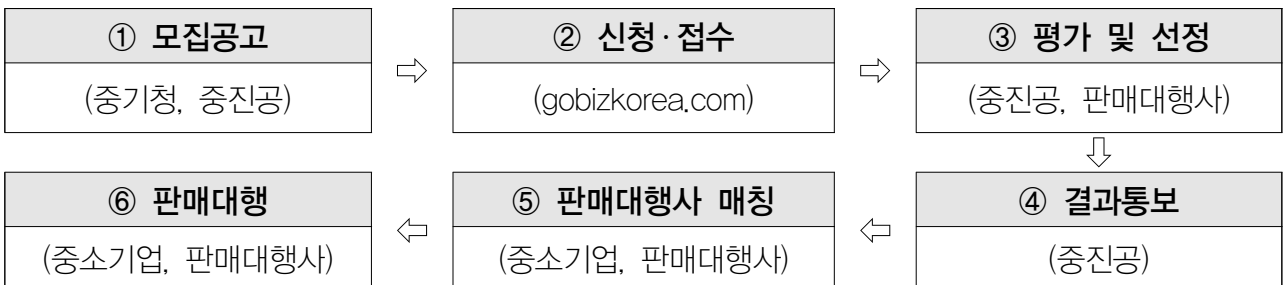 ① 모집공고
(중기청, 중진공)
⇨
② 신청·접수
(gobizkorea.com)
⇨
③ 평가 및 선정
(중진공, 판매대행사)
⇩
④ 결과통보
(중진공)
⇦
⑤ 판매대행사 매칭
(중소기업, 판매대행사)
⇦
⑥ 판매대행
(중소기업, 판매대행사)